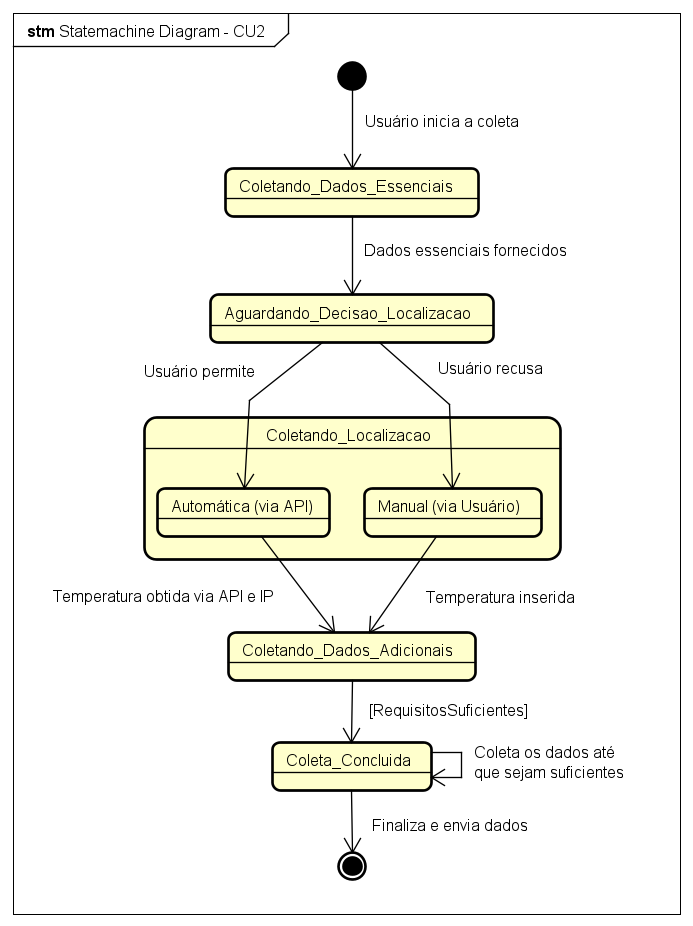 stm Statemachine Diagram - CU2
Usuário inicia a coleta
Coletando_Dados_Essenciais
Dados essenciais fornecidos
Aguardando_Decisao_Localizacao
Usuário permite
Usuário recusa
Coletando_Localizacao
Automática (via API)
Manual (via Usuário)
Temperatura obtida via API e IP
Temperatura inserida
Coletando_Dados_Adicionais
[RequisitosSuficientes]
Coleta_Concluida
Coleta os dados até
que sejam suficientes
Finaliza e envia dados